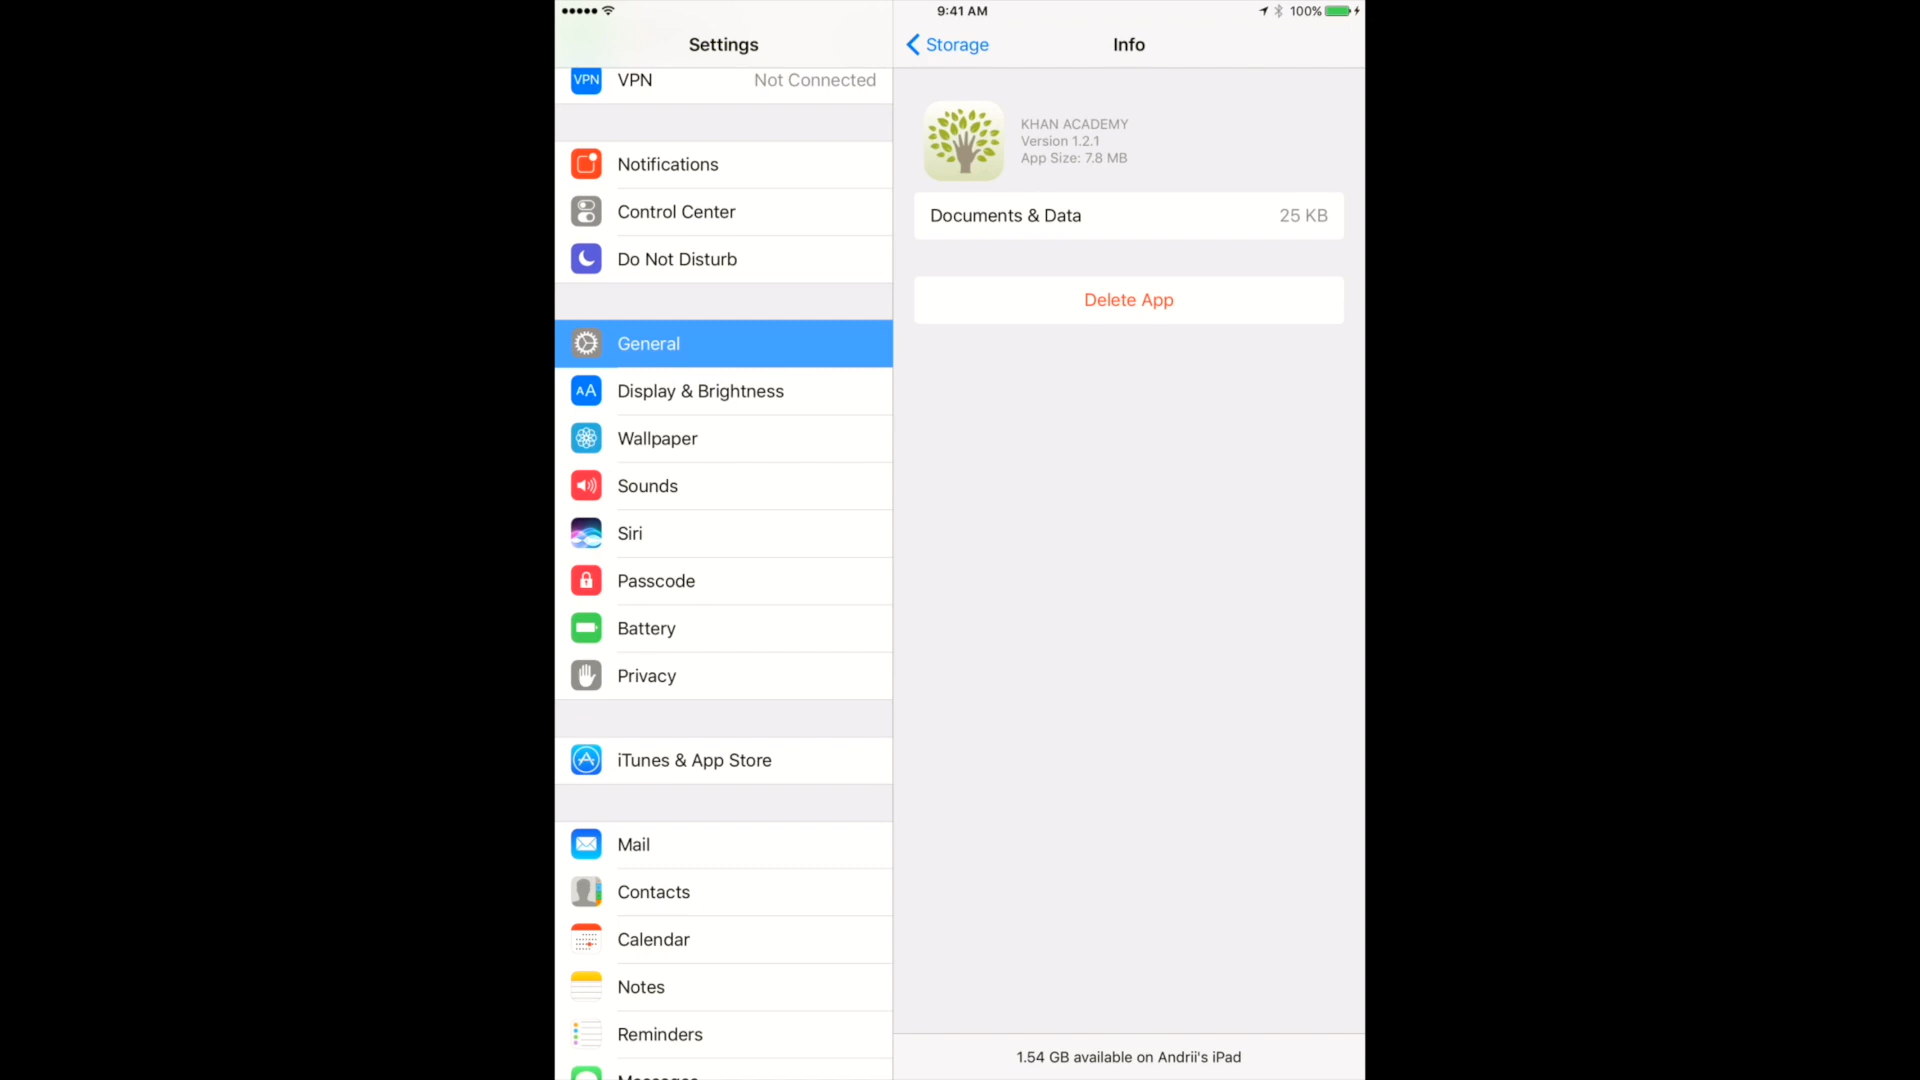 9:41 AM
100%
Settings
Storage
Info
VPN
VPN
Not Connected
Notifications
Control Center
Do Not Disturb
General
AA
Display & Brightness
Wallpaper
Sounds
Siri
Passcode
Battery
Privacy
iTunes & App Store
Mail
Contacts
Calendar
Notes
Reminders
Messages
KHAN ACADEMY
Version 1.2.1
App Size: 7.8 MB
Documents & Data
25 KB
Delete App
1.54 GB available on Andrii's iPad